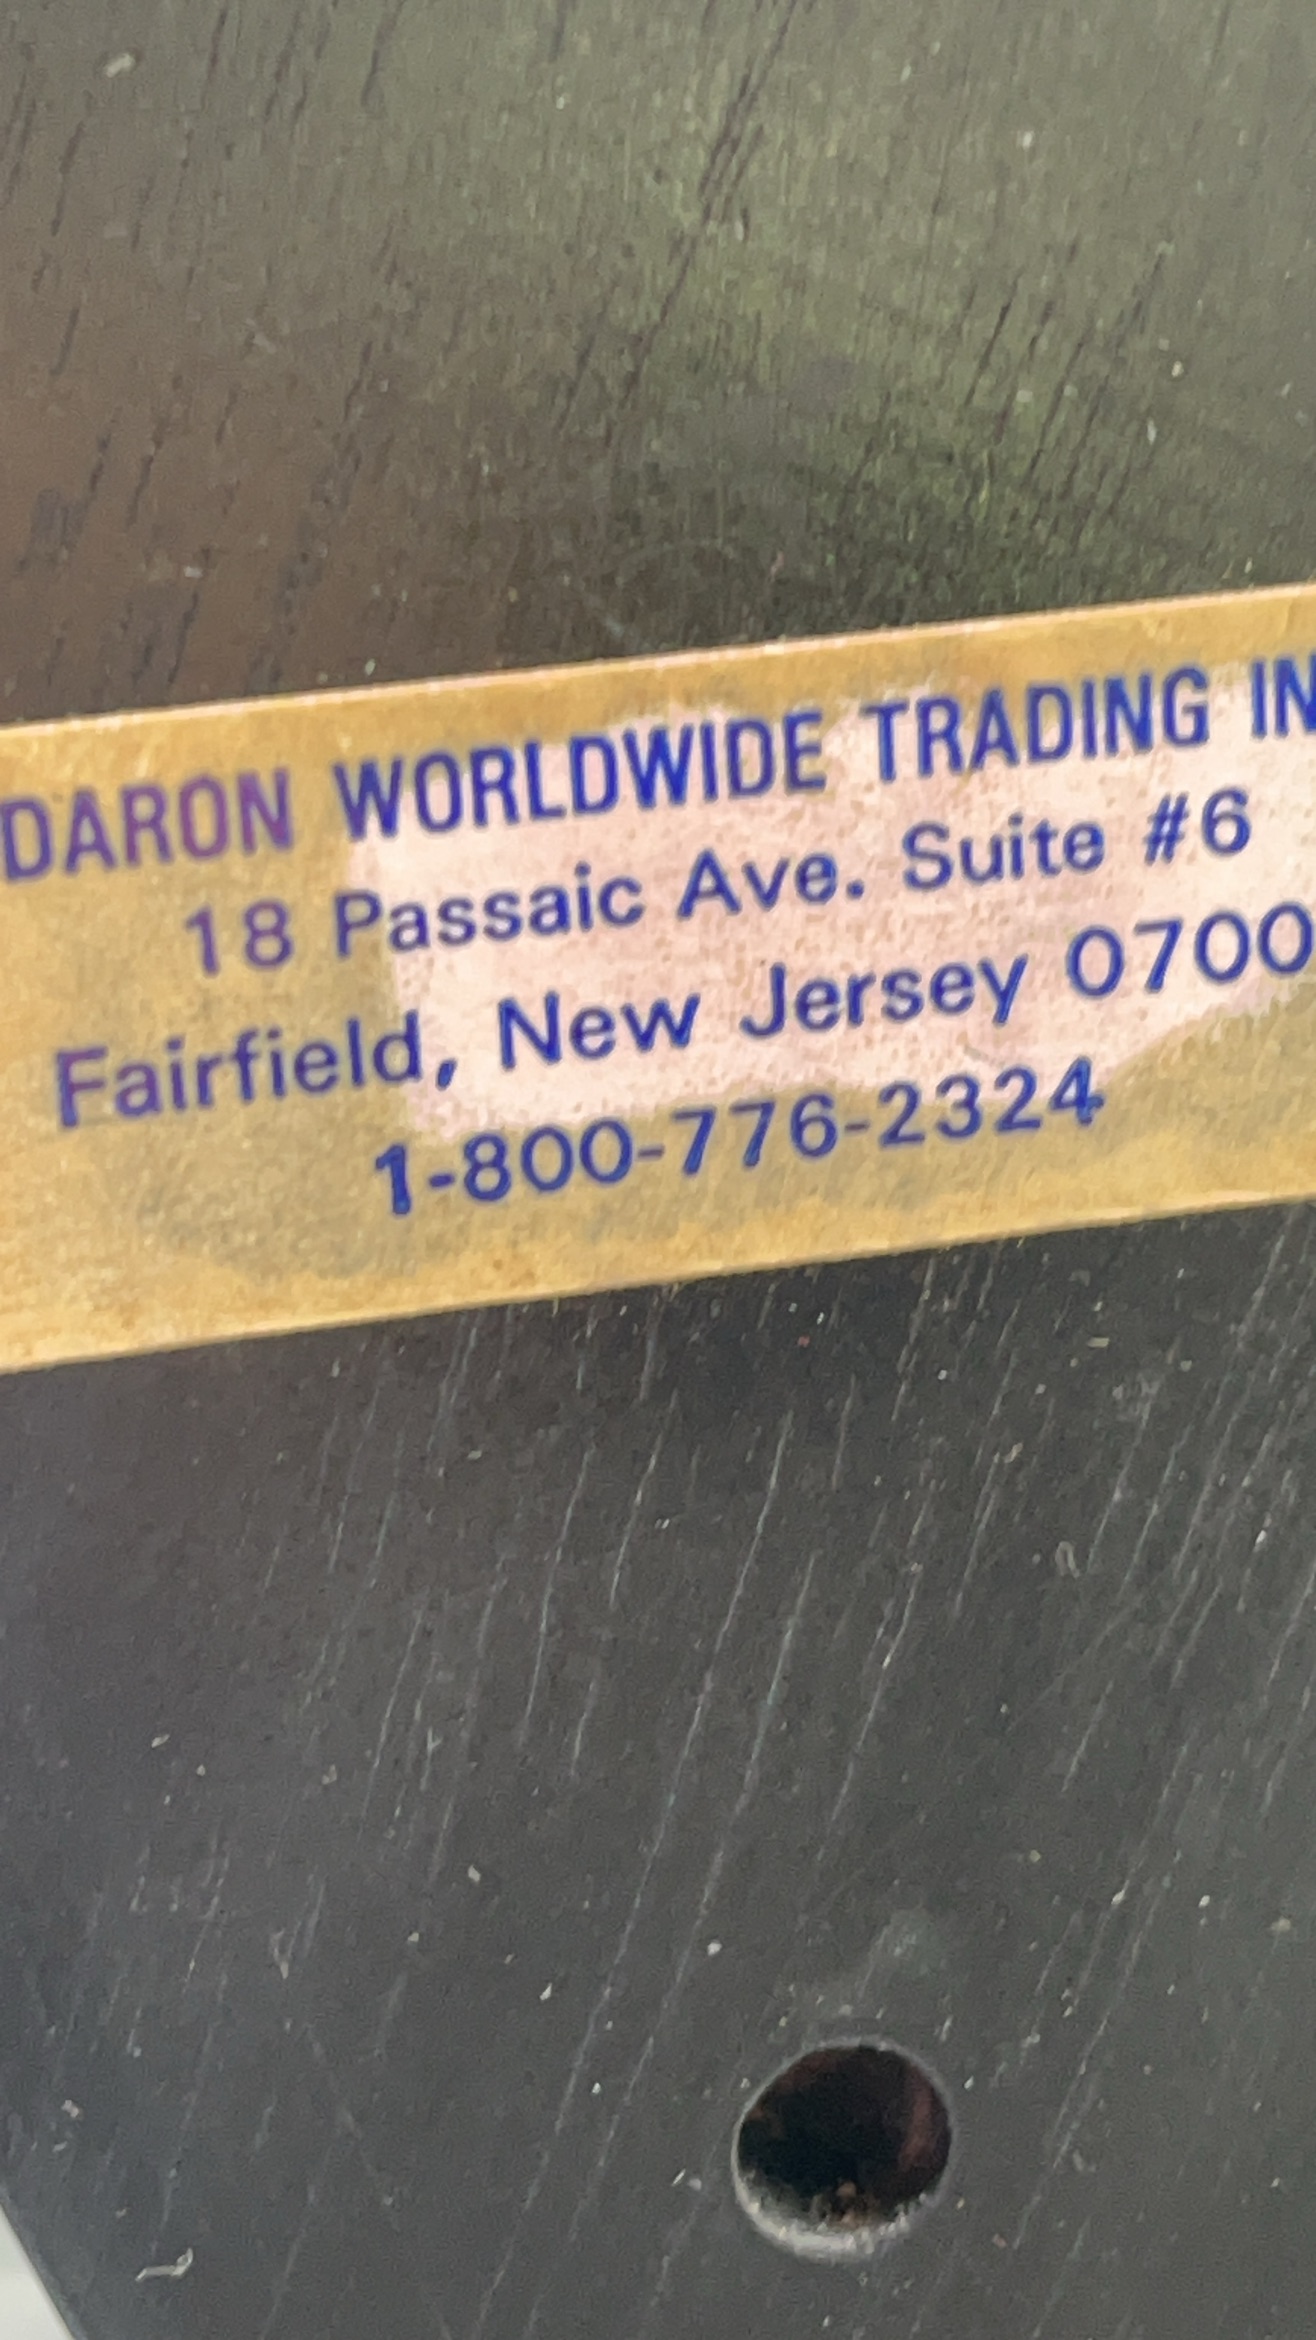 DARON WORLDWIDE TRADING IN
18 Passaic Ave. Suite #6
Fairfield, New Jersey 0700
1-800-776-2324